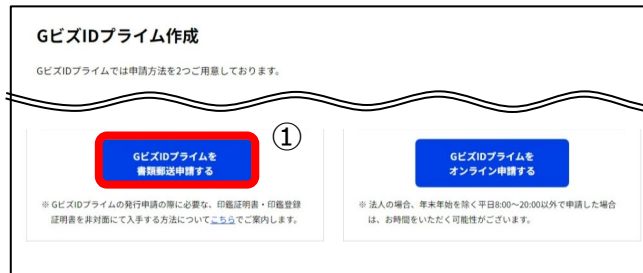 GビズIDプライム作成
GビズIDプライムでは申請方法を2つご用意しております。
①
GビズIDプライムを
書類郵送申請する
※ GビズIDプライムの発行申請の際に必要な、印鑑証明書・印鑑登録
証明書を非対面にて入手する方法についてこちらでご案内します。
GビズIDプライムを
オンライン申請する
※ 法人の場合、年末年始を除く平日8:00~20:00以外で申請した場合
は、お時間をいただく可能性がございます。